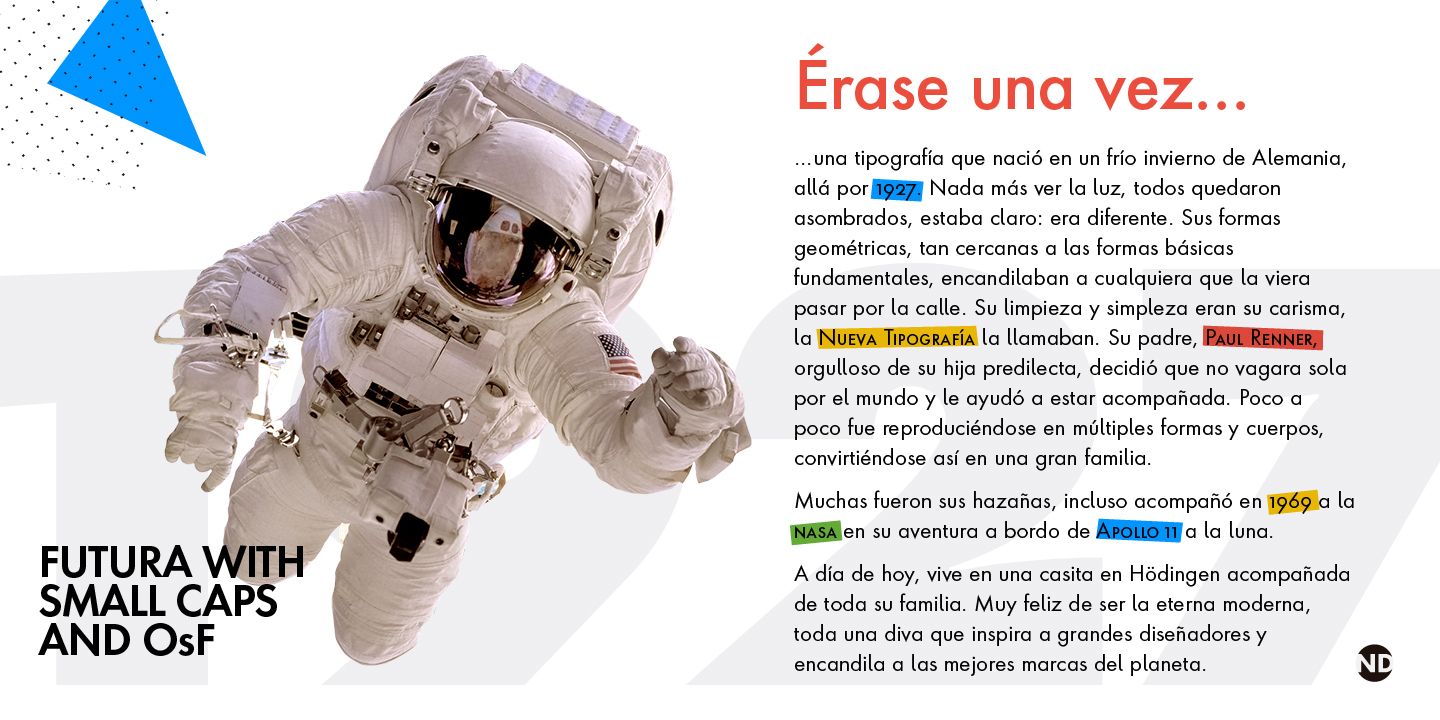 Érase una vez...
...una tipografía que nació en un frío invierno de Alemania,
allá por 1927. Nada más ver la luz, todos quedaron
asombrados, estaba claro: era diferente. Sus formas
geométricas, tan cercanas a las formas básicas
fundamentales, encandilaban a cualquiera que la viera
pasar por la calle. Su limpieza y simpleza eran su carisma,
la Nueva Tipografía la llamaban. Su padre, Paul Renner,
orgulloso de su hija predilecta, decidió que no vagara sola
por el mundo y le ayudó a estar acompañada. Poco a
poco fue reproduciéndose en múltiples formas y cuerpos,
convirtiéndose así en una gran familia.
Muchas fueron sus hazañas, incluso acompañó en 1969 a la
NASA en su aventura a bordo de Apollo 11 a la luna.
A día de hoy, vive en una casita en Hödingen acompañada
de toda su familia. Muy feliz de ser la eterna moderna,
toda una diva que inspira a grandes diseñadores y
encandila a las mejores marcas del planeta.
FUTURA WITH
SMALL CAPS
AND OsF
1927
ND